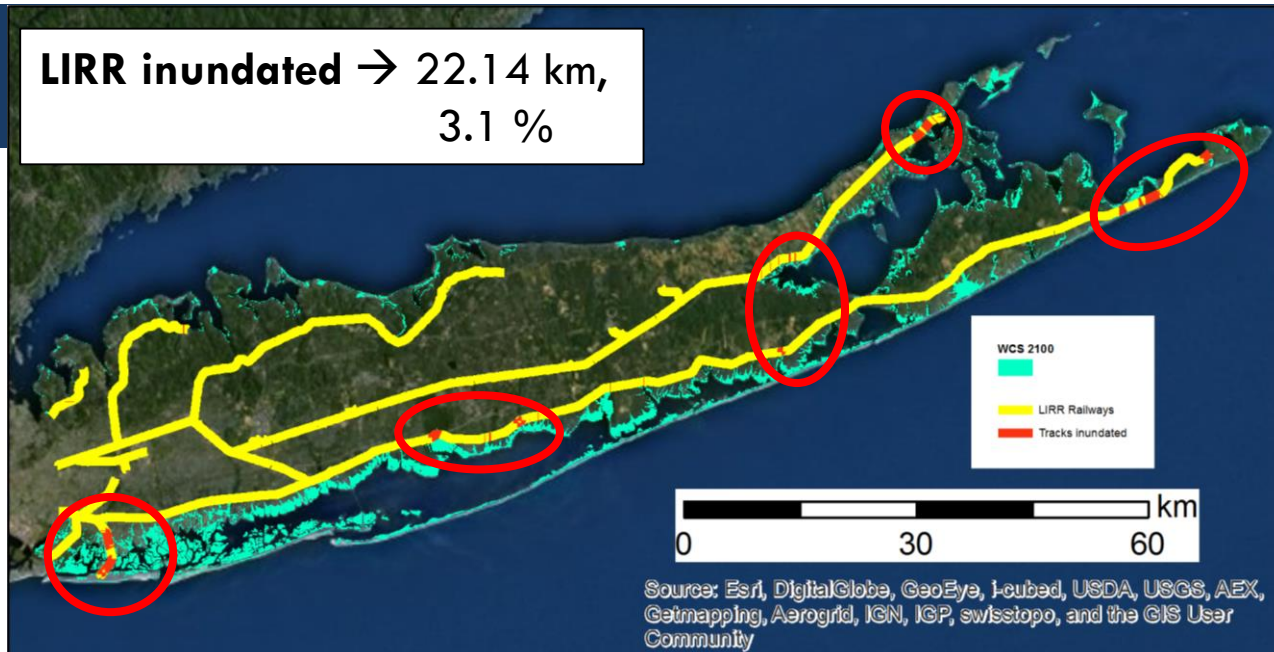 LIRR inundated → 22.14 km,
3.1 %
WCS 2100
LIRR Railways
Tracks inundated
km
0 30 60
Source: Esri, DigitalGlobe, GeoEye, i-cubed, USDA, USGS, AEX,
Getmapping, Aerogrid, IGN, IGP, swisstopo, and the GIS User
Community